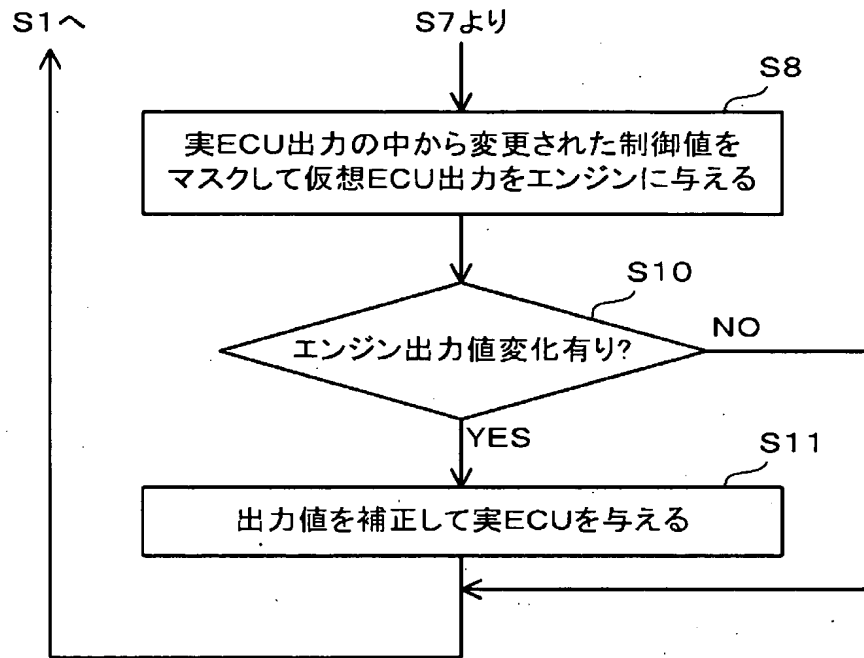 S1へ
S7より
S8
実ECU出力の中から変更された制御値を
マスクして仮想ECU出力をエンジンに与える
S10
エンジン出力値変化有り?
NO
YES
S11
出力値を補正して実ECUを与える